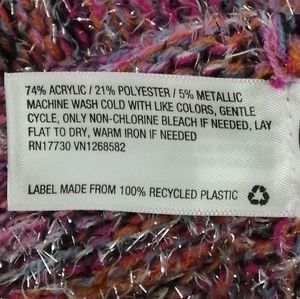 74% ACRYLIC / 21% POLYESTER / 5% METALLIC
MACHINE WASH COLD WITH LIKE COLORS, GENTLE
CYCLE, ONLY NON-CHLORINE BLEACH IF NEEDED, LAY
FLAT TO DRY, WARM IRON IF NEEDED
RN17730 VN1268582
LABEL MADE FROM 100% RECYCLED PLASTIC